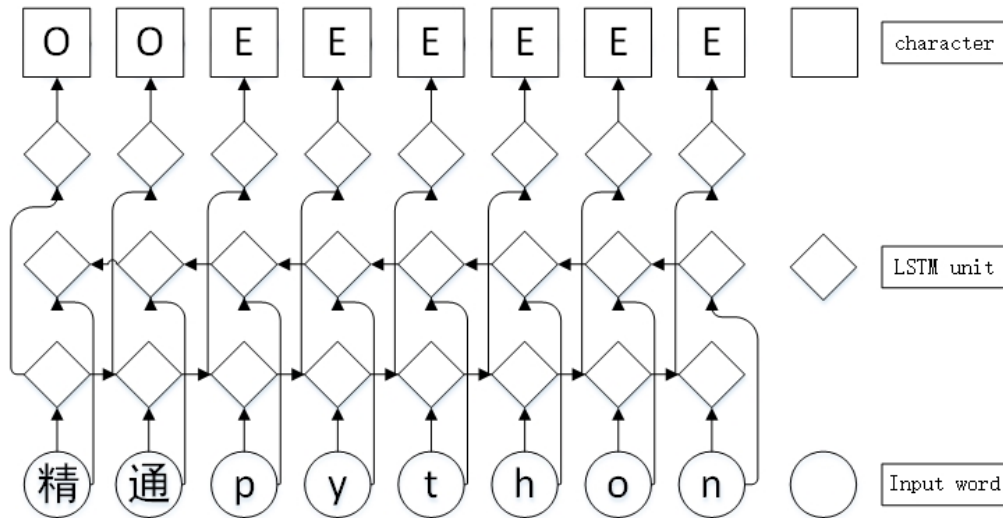 O O E E E E E E
character
LSTM unit
精 通 p y t h o n
Input word